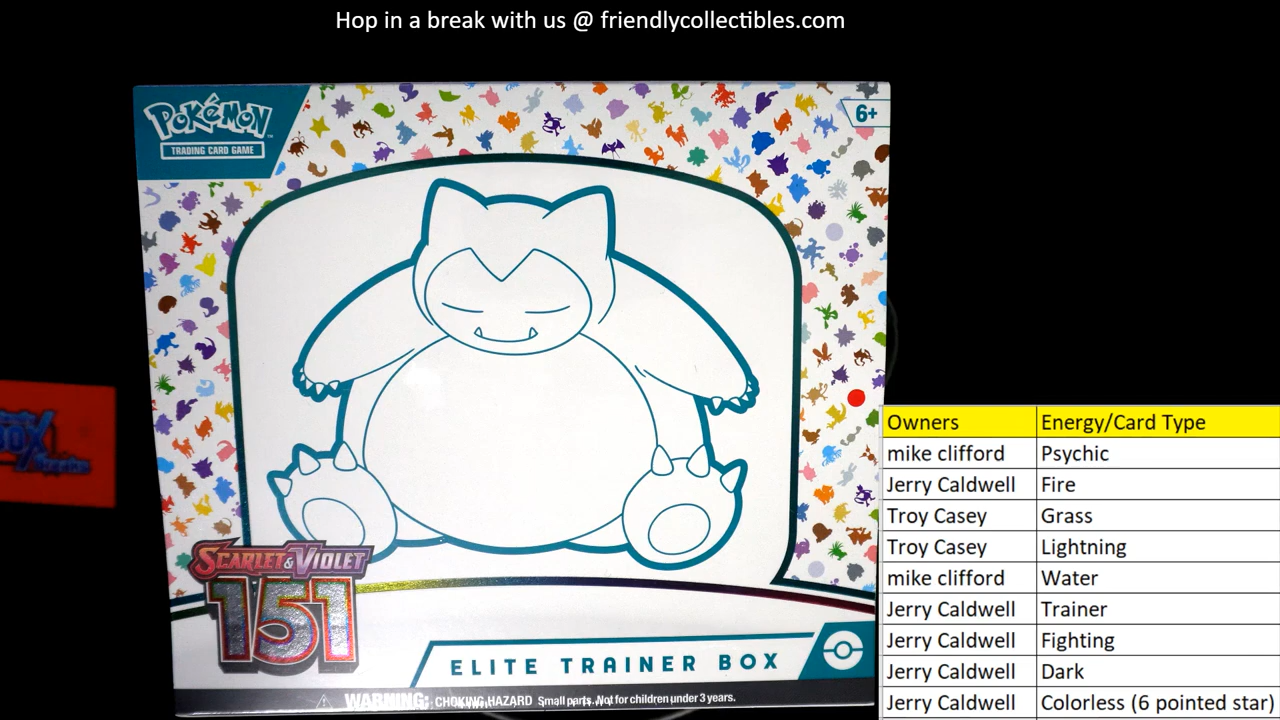 Hop in a break with us @ friendlycollectibles.com
POKéMON
TRADING CARD GAME
6+
SCARLET & VIOLET
151
ELITE TRAINER BOX
WARNING: CHOKING HAZARD Small parts. Not for children under 3 years.
Owners Energy/Card Type
mike clifford Psychic
Jerry Caldwell Fire
Troy Casey Grass
Troy Casey Lightning
mike clifford Water
Jerry Caldwell Trainer
Jerry Caldwell Fighting
Jerry Caldwell Dark
Jerry Caldwell Colorless (6 pointed star)